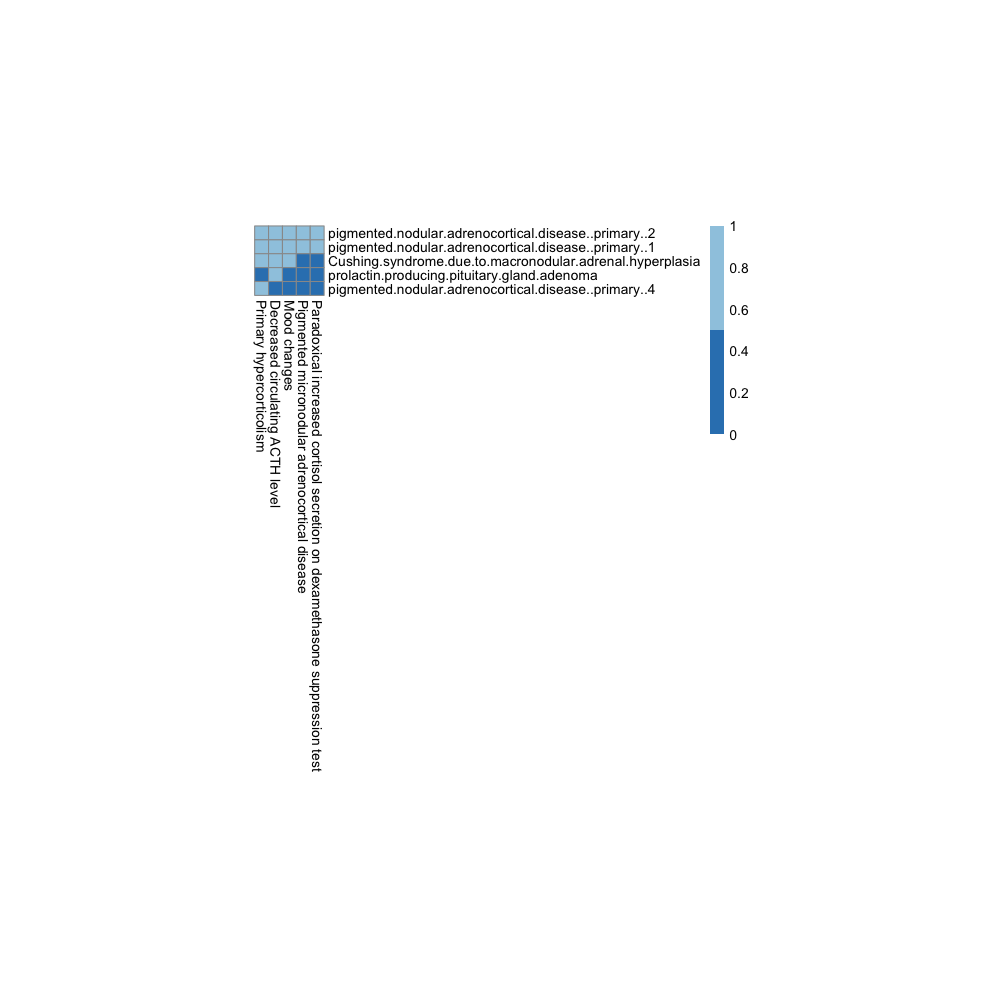 pigmented.nodular.adrenocortical.disease..primary..2
pigmented.nodular.adrenocortical.disease..primary..1
Cushing.syndrome.due.to.macronodular.adrenal.hyperplasia
prolactin.producing.pituitary.gland.adenoma
pigmented.nodular.adrenocortical.disease..primary..4
Primary hypercorticolism
Decreased circulating ACTH level
Mood changes
Pigmented micronodular adrenocortical disease
Paradoxical increased cortisol secretion on dexamethasone suppression test
1
0.8
0.6
0.4
0.2
0